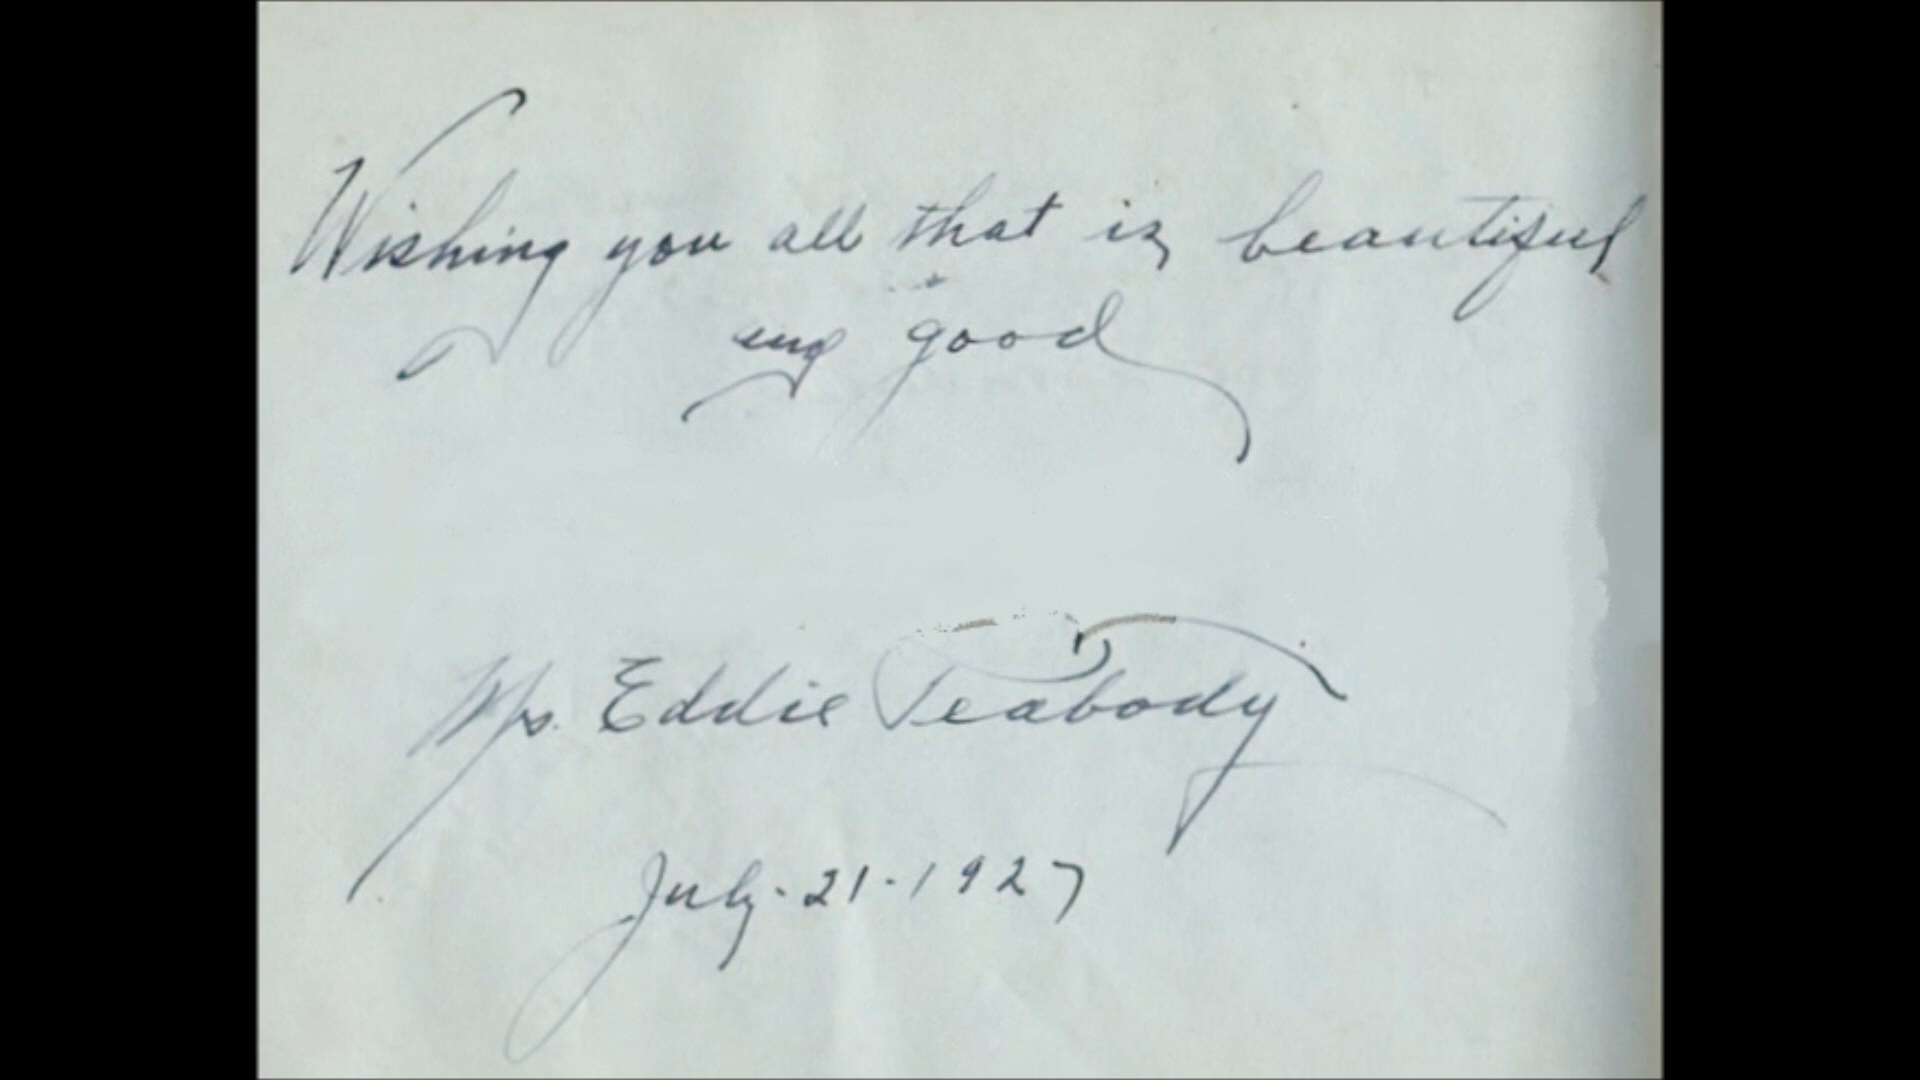 Wishing you all that is beautiful
and good
Mrs. Eddie Peabody
July-21-1927